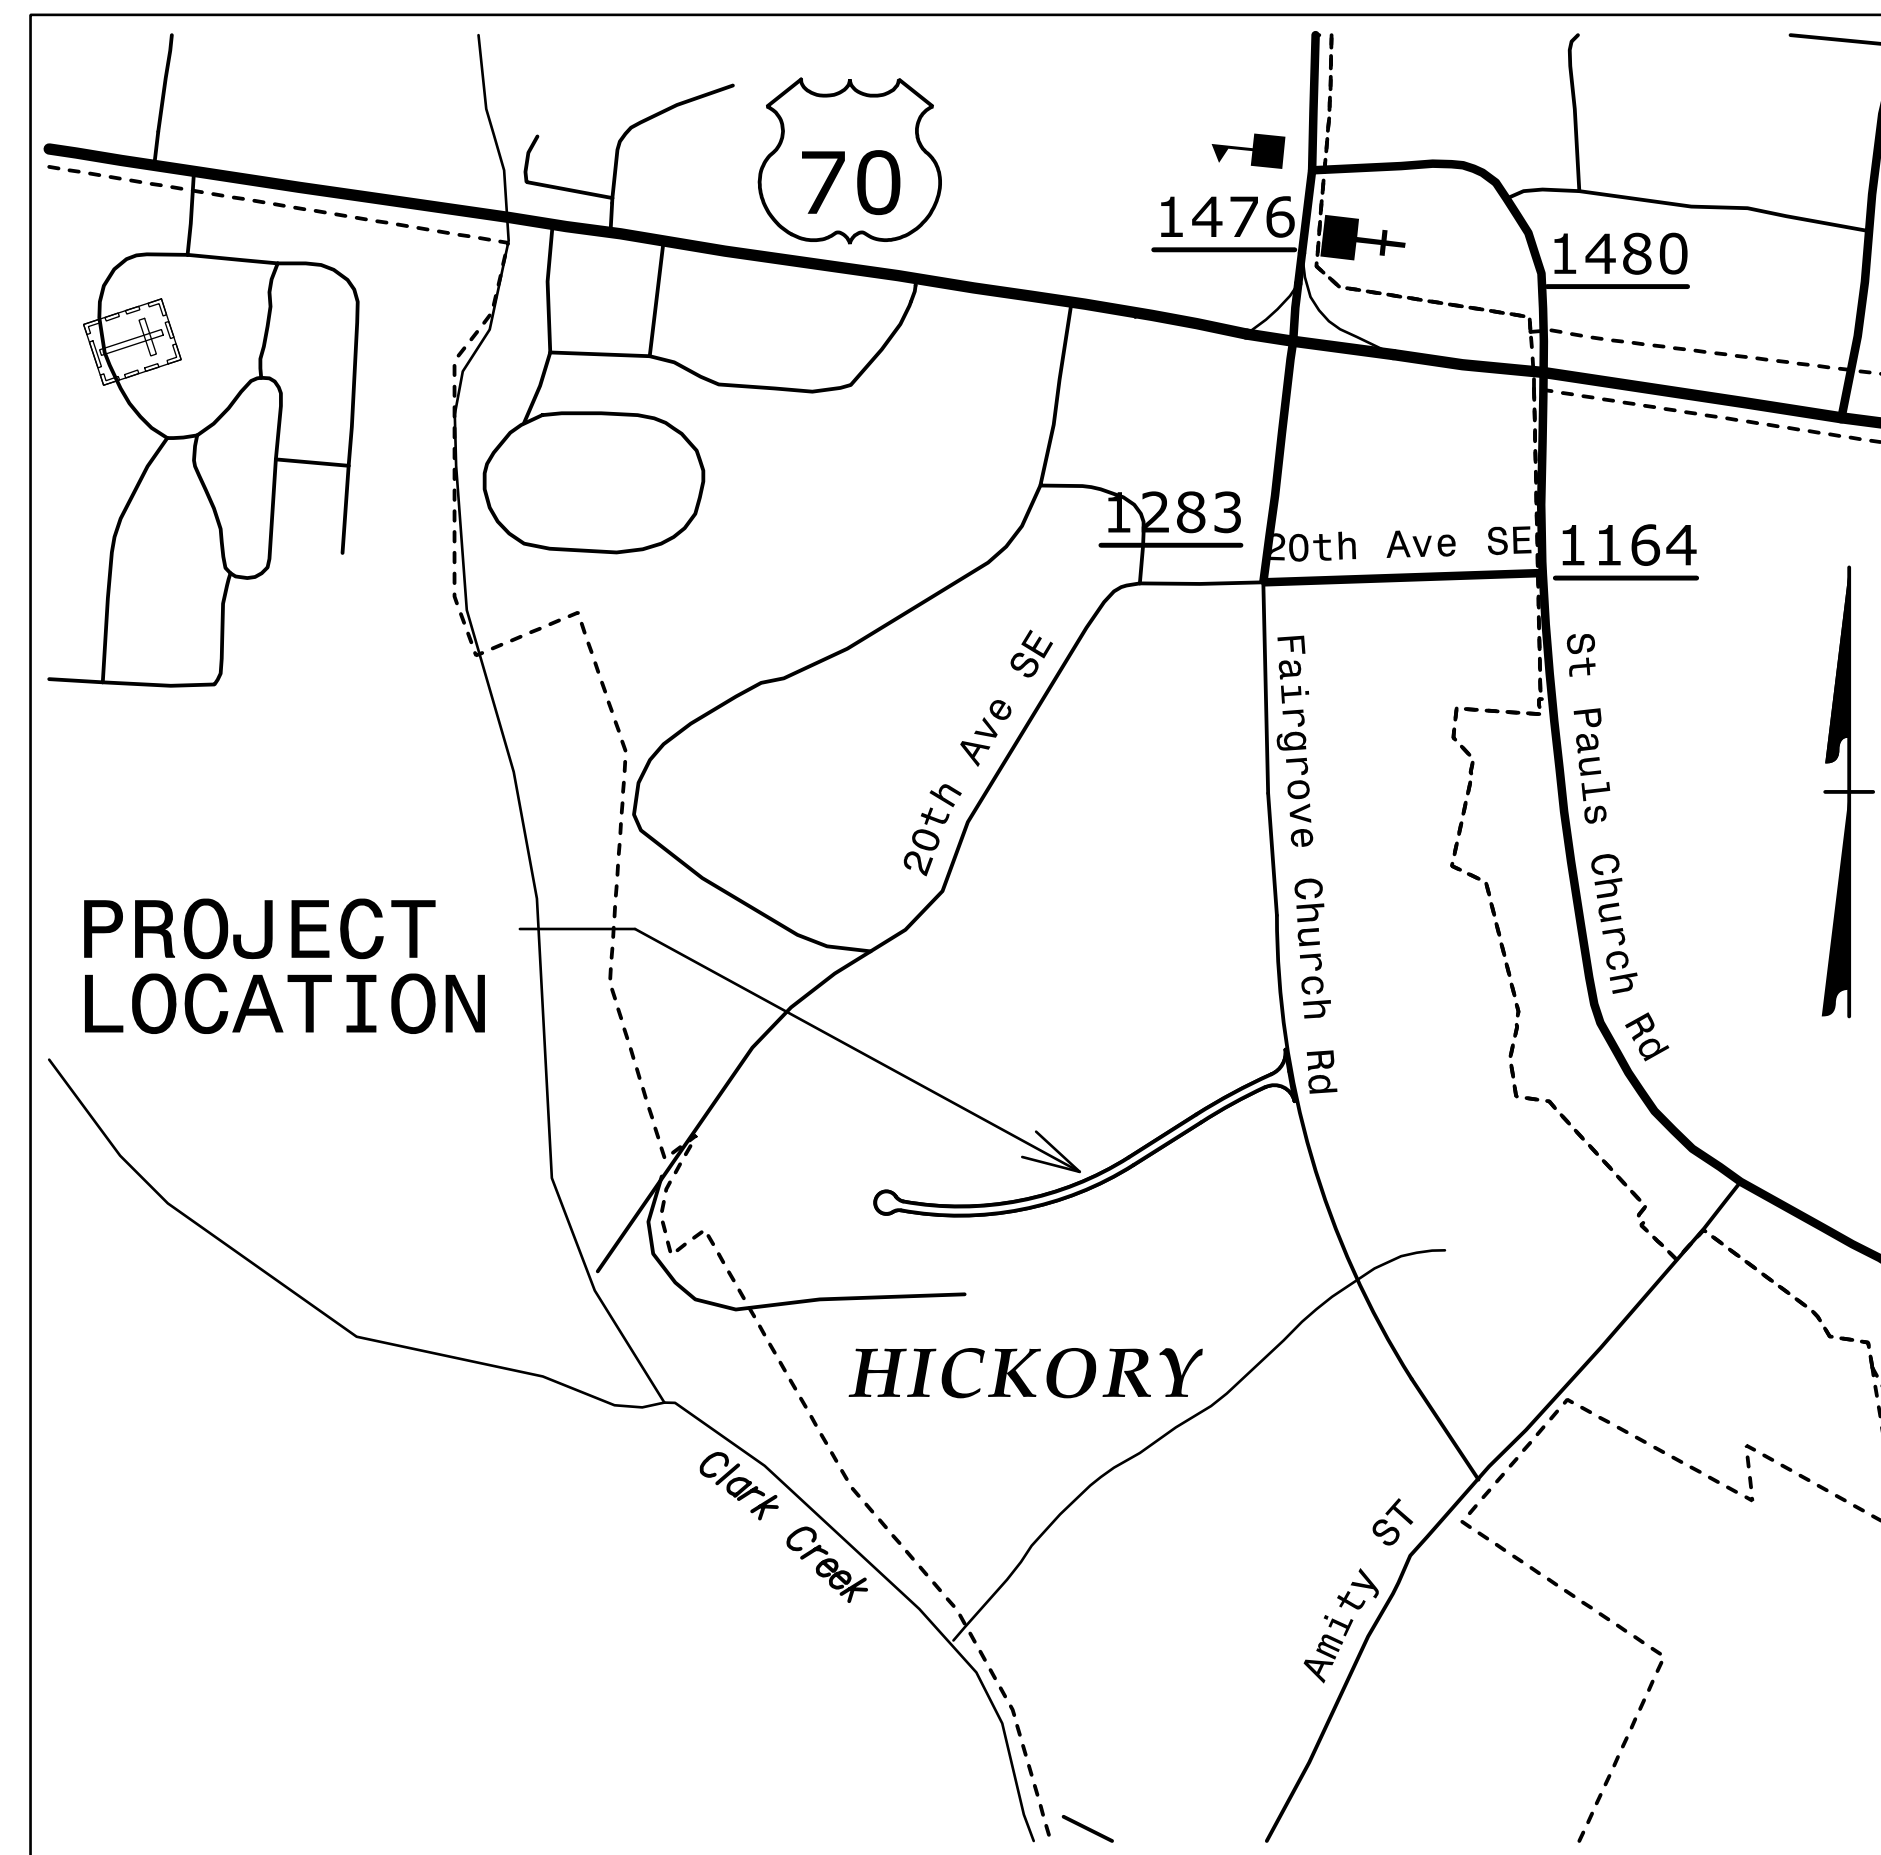 70
1476
1480
1283
20th Ave SE
1164
20th Ave SE
Fairgrove Church Rd
St Pauls Church Rd
PROJECT
LOCATION
HICKORY
Clark Creek
Amity ST